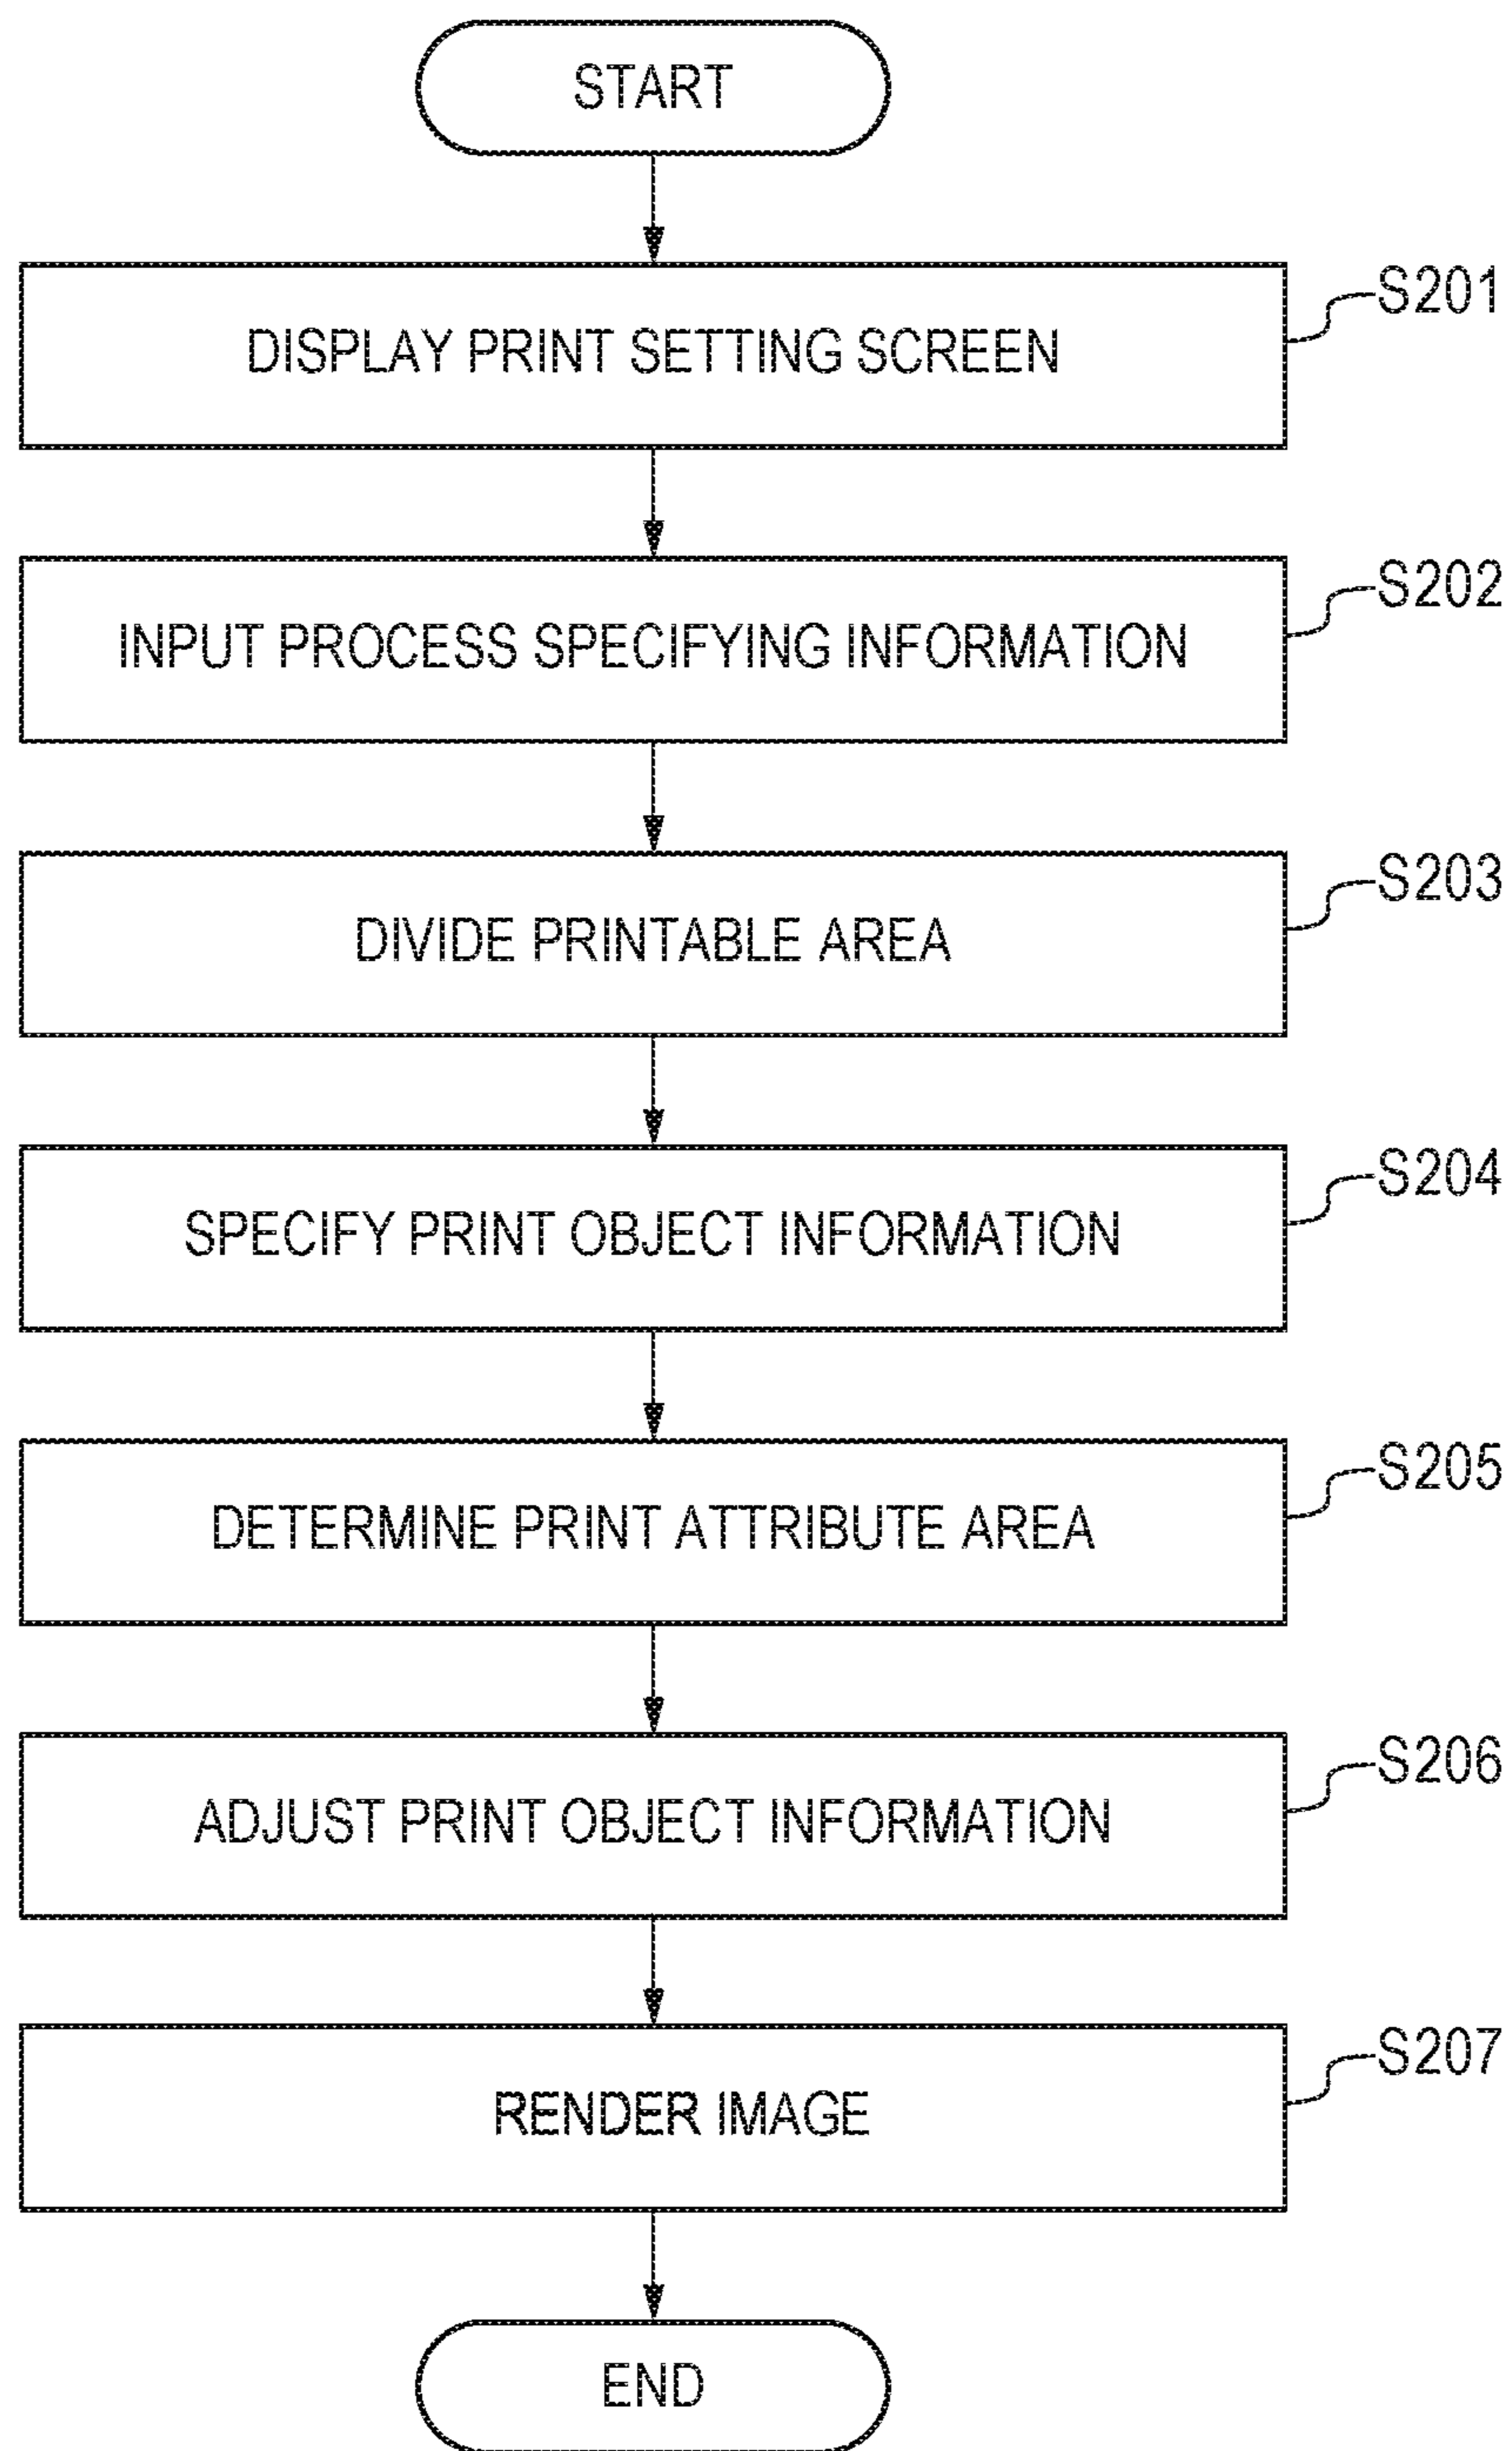 START
DISPLAY PRINT SETTING SCREEN
S201
INPUT PROCESS SPECIFYING INFORMATION
S202
DIVIDE PRINTABLE AREA
S203
SPECIFY PRINT OBJECT INFORMATION
S204
DETERMINE PRINT ATTRIBUTE AREA
S205
ADJUST PRINT OBJECT INFORMATION
S206
RENDER IMAGE
S207
END